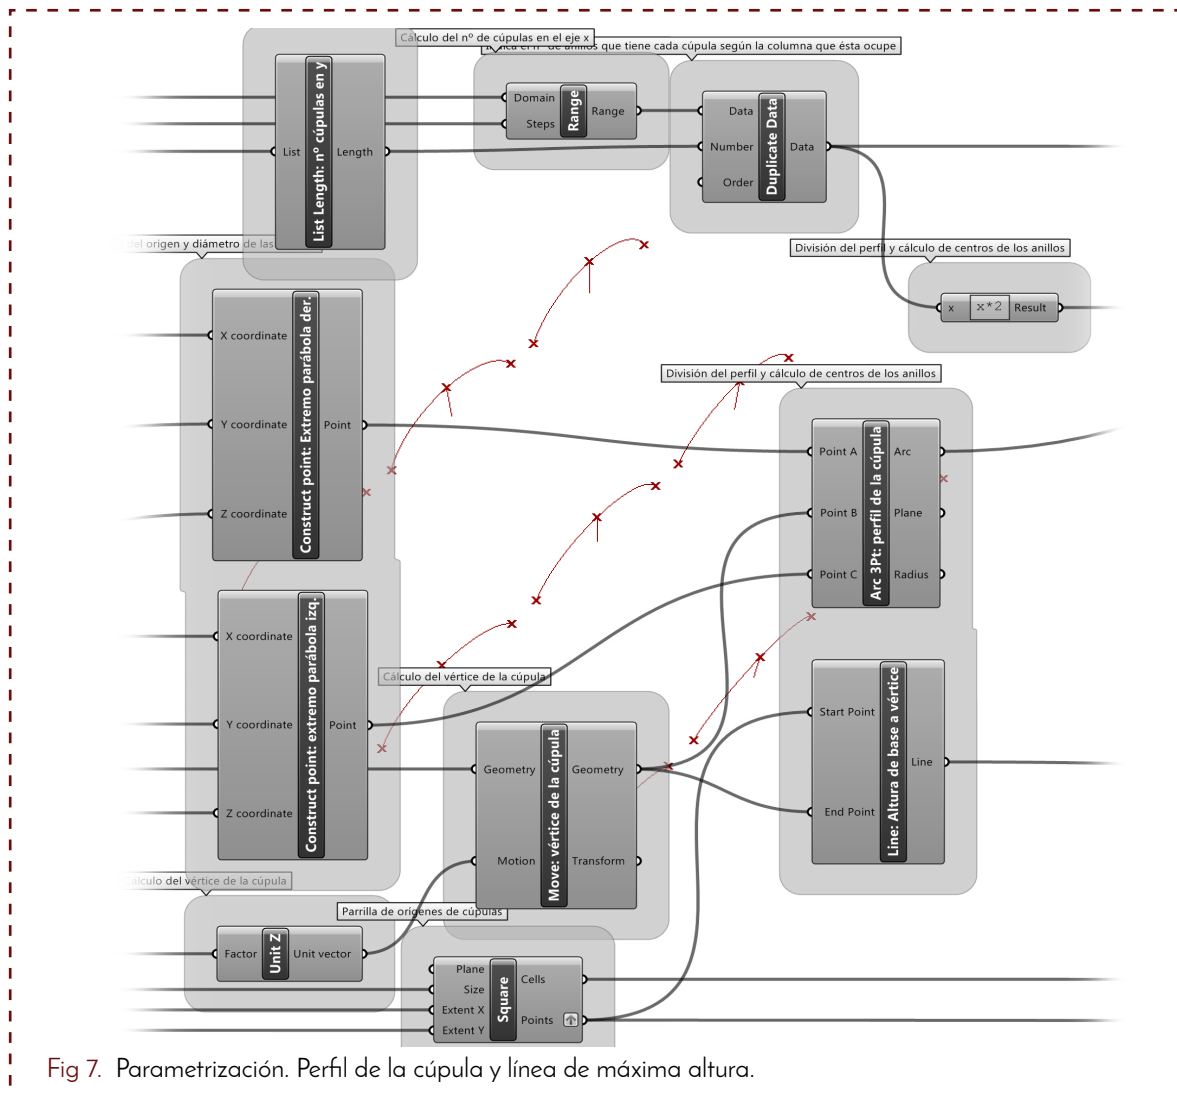 Cálculo del nº de cúpulas en el eje x
que tiene cada cúpula según la columna que ésta ocupe
List Length: nº cúpulas en y
List
Length
Domain
Steps
Range
Range
Data
Number
Order
Duplicate Data
Data
del origen y diámetro de las
División del perfil y cálculo de centros de los anillos
x
x*2
Result
X coordinate
Y coordinate
Z coordinate
Construct point: Extremo parábola der.
Point
División del perfil y cálculo de centros de los anillos
Point A
Point B
Point C
Arc 3Pt: perfil de la cúpula
Arc
Plane
Radius
X coordinate
Y coordinate
Z coordinate
Construct point: extremo parábola izq.
Point
Cálculo del vértice de la cúpula
Geometry
Motion
Move: vértice de la cúpula
Geometry
Transform
Start Point
End Point
Line: Altura de base a vértice
Line
Cálculo del vértice de la cúpula
Factor
Unit Z
Unit vector
Parrilla de orígenes de cúpulas
Plane
Size
Extent X
Extent Y
Square
Cells
Points
Fig 7. Parametrización. Perfil de la cúpula y línea de máxima altura.